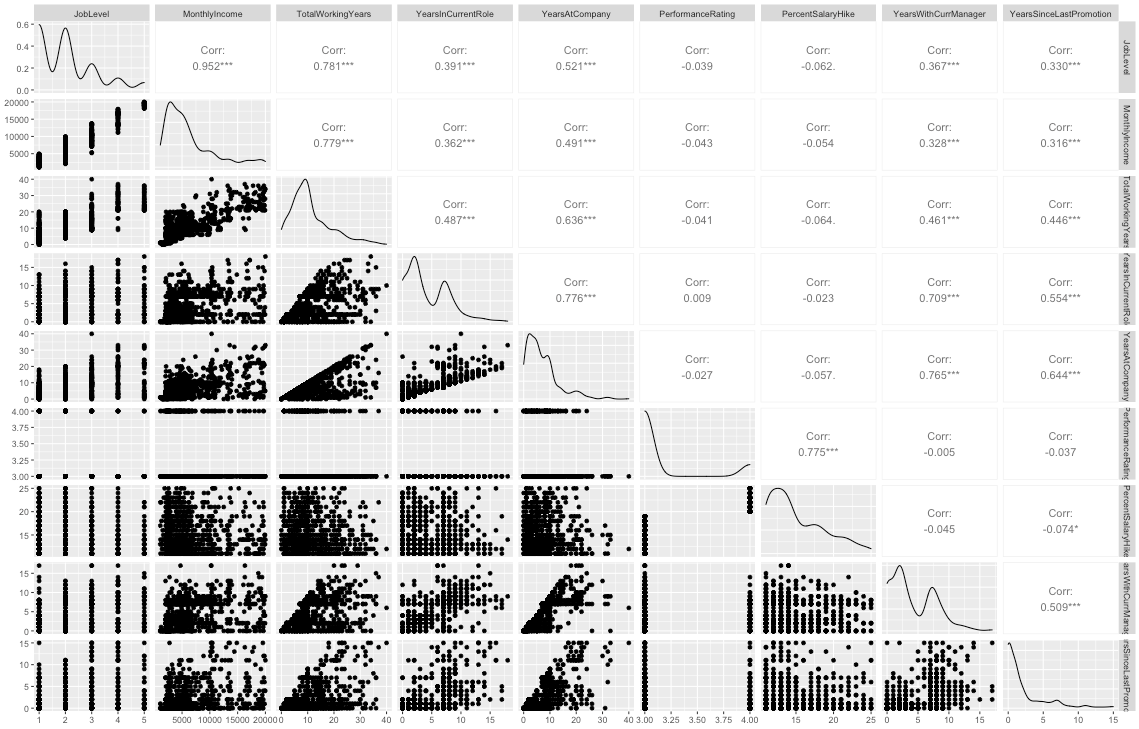 JobLevel MonthlyIncome TotalWorkingYears YearsInCurrentRole YearsAtCompany PerformanceRating PercentSalaryHike YearsWithCurrManager YearsSinceLastPromotion
0.6
0.4
0.2
0.0
Corr: Corr: Corr: Corr: Corr: Corr: Corr: Corr:
0.952*** 0.781*** 0.391*** 0.521*** -0.039 -0.062. 0.367*** 0.330***
JobLevel
20000
15000
10000
5000
Corr: Corr: Corr: Corr: Corr: Corr: Corr:
0.779*** 0.362*** 0.491*** -0.043 -0.054 0.328*** 0.316***
MonthlyIncome
40
30
20
10
0
Corr: Corr: Corr: Corr: Corr: Corr:
0.487*** 0.636*** -0.041 -0.064. 0.461*** 0.446***
TotalWorkingYears
15
10
5
0
Corr: Corr: Corr: Corr: Corr:
0.776*** 0.009 -0.023 0.709*** 0.554***
YearsInCurrentRole
40
30
20
10
0
Corr: Corr: Corr: Corr:
-0.027 -0.057. 0.765*** 0.644***
YearsAtCompany
4.00
3.75
3.50
3.25
3.00
Corr: Corr: Corr:
0.775*** -0.005 -0.037
PerformanceRating
25
20
15
Corr: Corr:
-0.045 -0.074*
PercentSalaryHike
15
10
5
0
Corr:
0.509***
arsWithCurrManag
15
10
5
0
rsSinceLastPromo
1 2 3 4 5 5000 10000 15000 20000 0 10 20 30 40 0 5 10 15 0 10 20 30 40 3.00 3.25 3.50 3.75 4.00 15 20 25 0 5 10 15 0 5 10 15